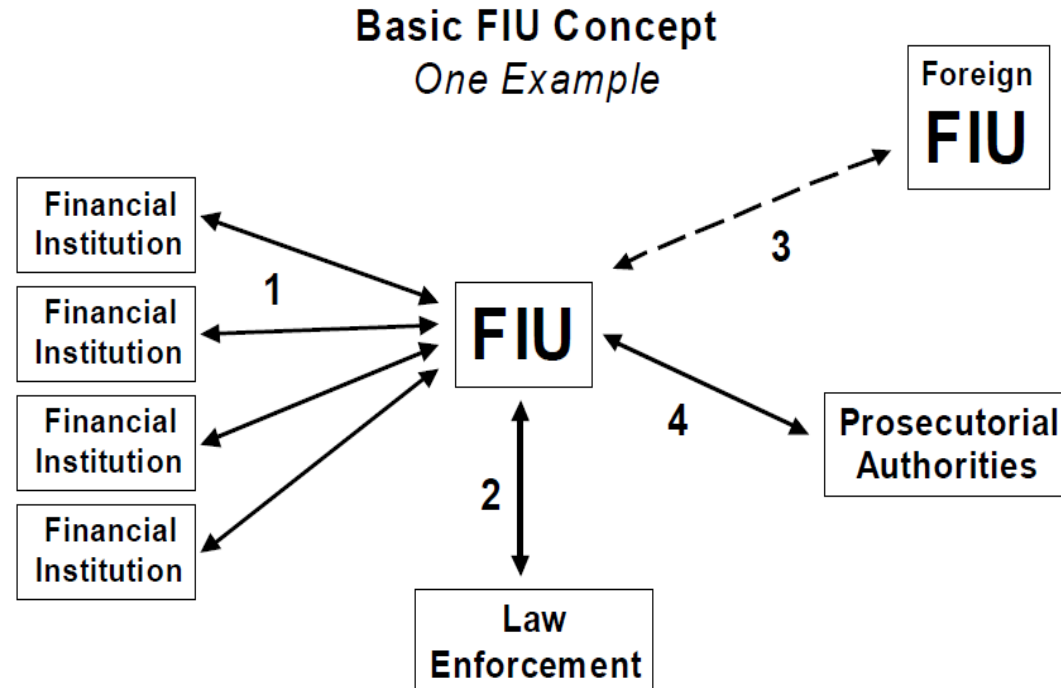 Basic FIU Concept
One Example
Foreign
FIU
Financial
Institution
1
Financial
Institution
Financial
Institution
Financial
Institution
FIU
3
4
2
Prosecutorial
Authorities
Law
Enforcement